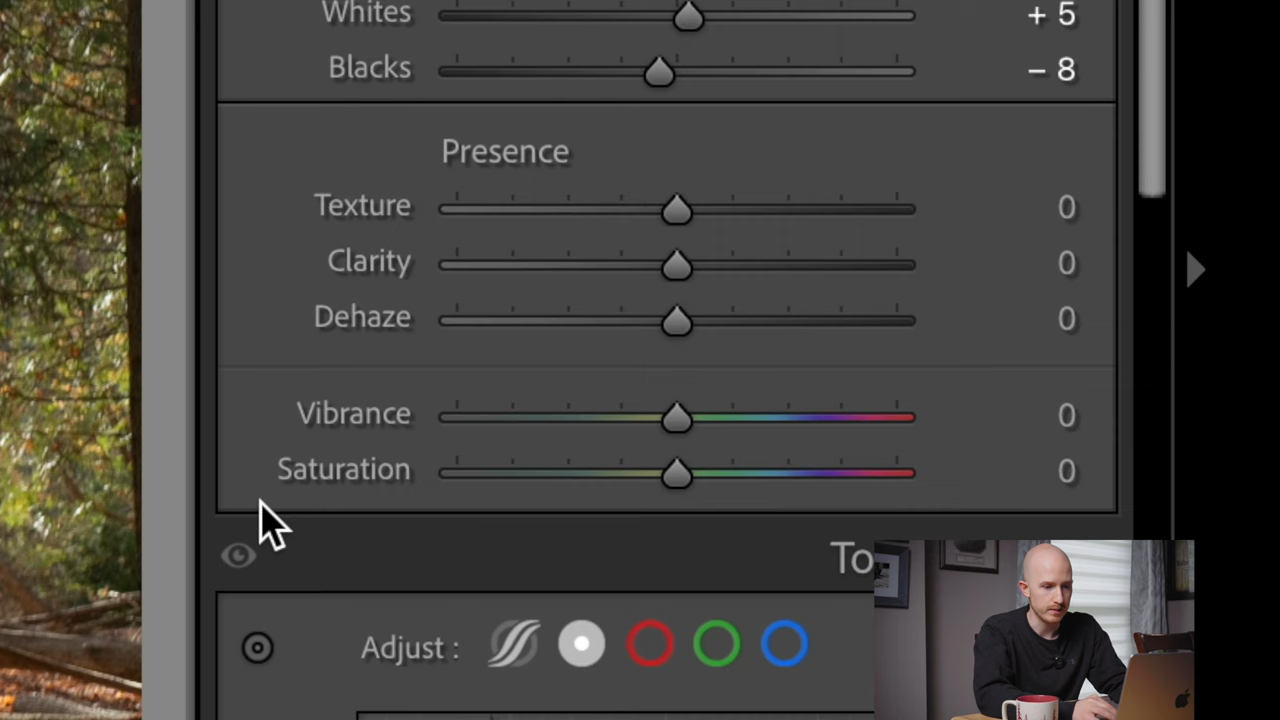 Whites + 5
Blacks – 8
Presence
Texture 0
Clarity 0
Dehaze 0
Vibrance 0
Saturation 0
To
Adjust :